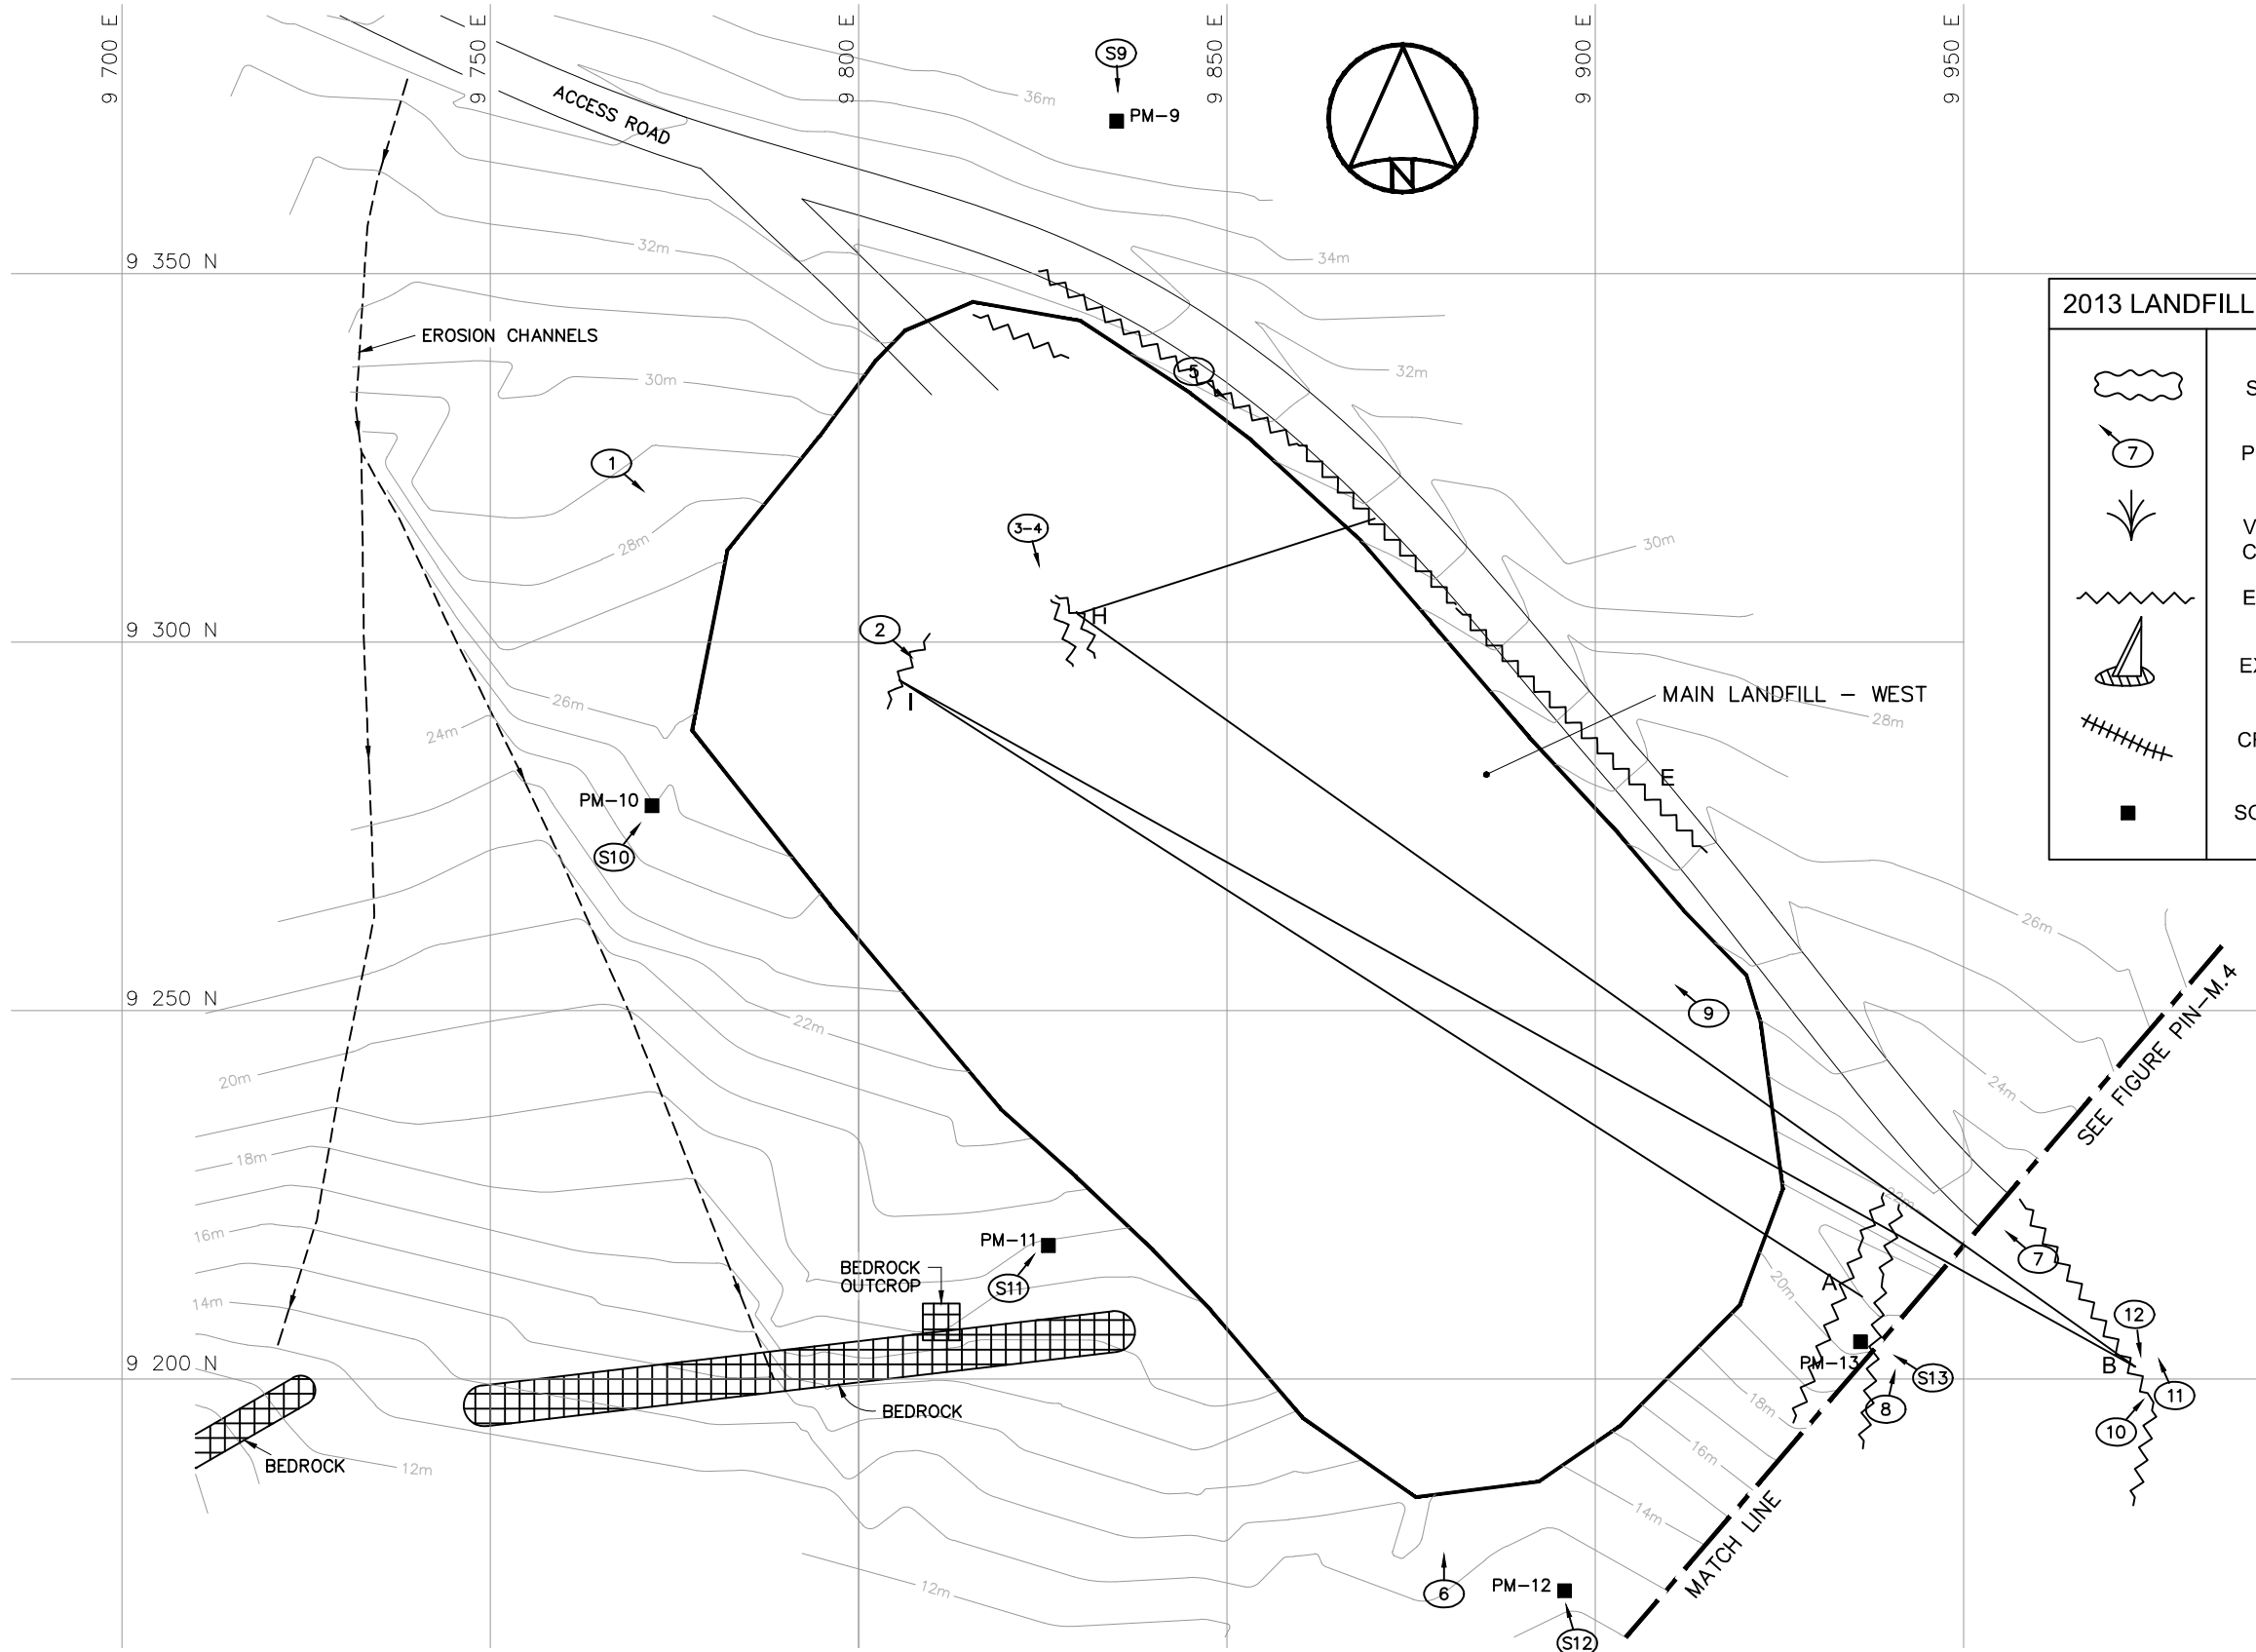 9 700 E
9 750 E
9 800 E
9 850 E
9 900 E
9 950 E
S9
PM-9
36m
ACCESS ROAD
N
32m
34m
9 350 N
2013 LANDFILL
EROSION CHANNELS
30m
5
32m
S
1
7
P
28m
3-4
30m
V
C
E
9 300 N
2
H
I
26m
24m
MAIN LANDFILL - WEST
28m
EX
E
PM-10
S10
SO
26m
9 250 N
22m
9
SEE FIGURE PIN-M.4
20m
24m
18m
22m
16m
PM-11
S11
BEDROCK
OUTCROP
7
20m
A
14m
12
9 200 N
PM-13
B
S13
11
8
10
BEDROCK
18m
BEDROCK
12m
16m
14m
MATCH LINE
12m
6
PM-12
S12